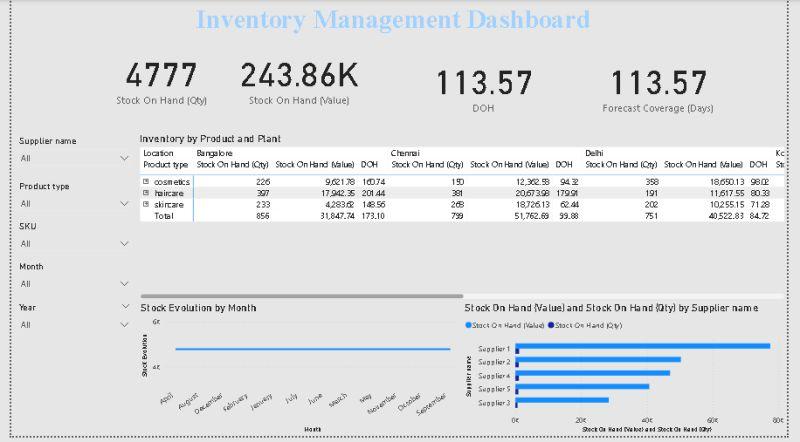 Inventory Management Dashboard
4777
Stock On Hand (Qty)
243.86K
Stock On Hand (Value)
113.57
DOH
113.57
Forecast Coverage (Days)
Supplier name
All
Product type
All
SKU
All
Month
All
Year
All
Inventory by Product and Plant
Location Bangalore Chennai Delhi Kc
Product type Stock On Hand (Qty) Stock On Hand (Value) DOH Stock On Hand (Qty) Stock On Hand (Value) DOH Stock On Hand (Qty) Stock On Hand (Value) DOH Sto
cosmetics 226 9,621.78 160.74 150 12,362.53 94.32 358 18,650.13 98.02
haircare 397 17,942.35 201.44 381 20,673.98 179.91 191 11,617.55 80.33
skincare 233 4,283.62 148.56 268 18,726.13 62.44 202 10,255.15 71.28
Total 856 31,847.74 173.10 799 51,762.69 99.88 751 40,522.83 84.72
Stock Evolution by Month
6K
4K
Stock Evolution
April August December February January July June March May November October September
Month
Stock On Hand (Value) and Stock On Hand (Qty) by Supplier name
Stock On Hand (Value) Stock On Hand (Qty)
Supplier name
Supplier 1
Supplier 2
Supplier 4
Supplier 5
Supplier 3
0K 20K 40K 60K 80K
Stock On Hand (Value) and Stock On Hand (Qty)